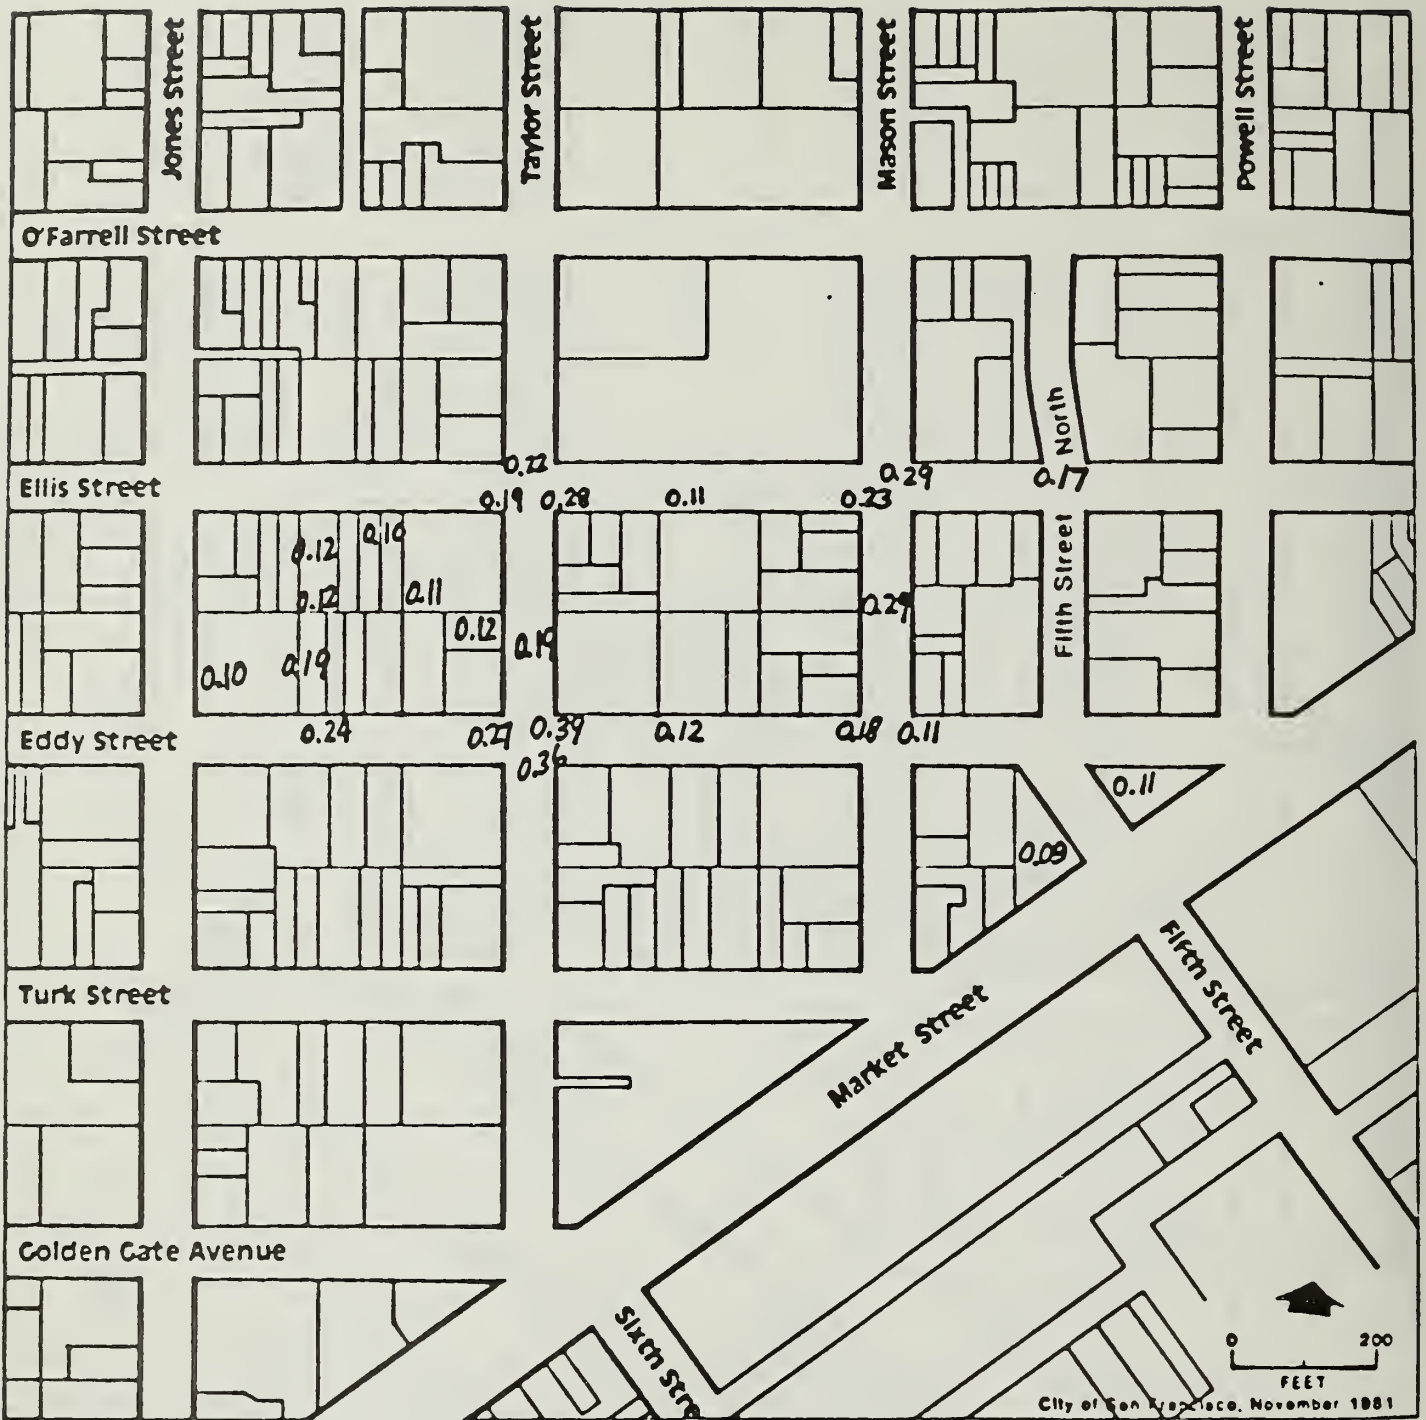 Jones Street
Taylor Street
Mason Street
Powell Street
O'Farrell Street
North
0.22
0.29
0.17
Ellis Street
0.19
0.28
0.11
0.23
Fifth Street
0.12
0.10
0.12
0.11
0.29
0.12
0.19
0.10
0.19
Eddy Street
0.24
0.27
0.39
0.12
0.18
0.11
0.36
0.11
0.09
Turk Street
Fifth Street
Market Street
Golden Gate Avenue
Sixth Stre
0
200
FEET
City of San Francisco, November 1981